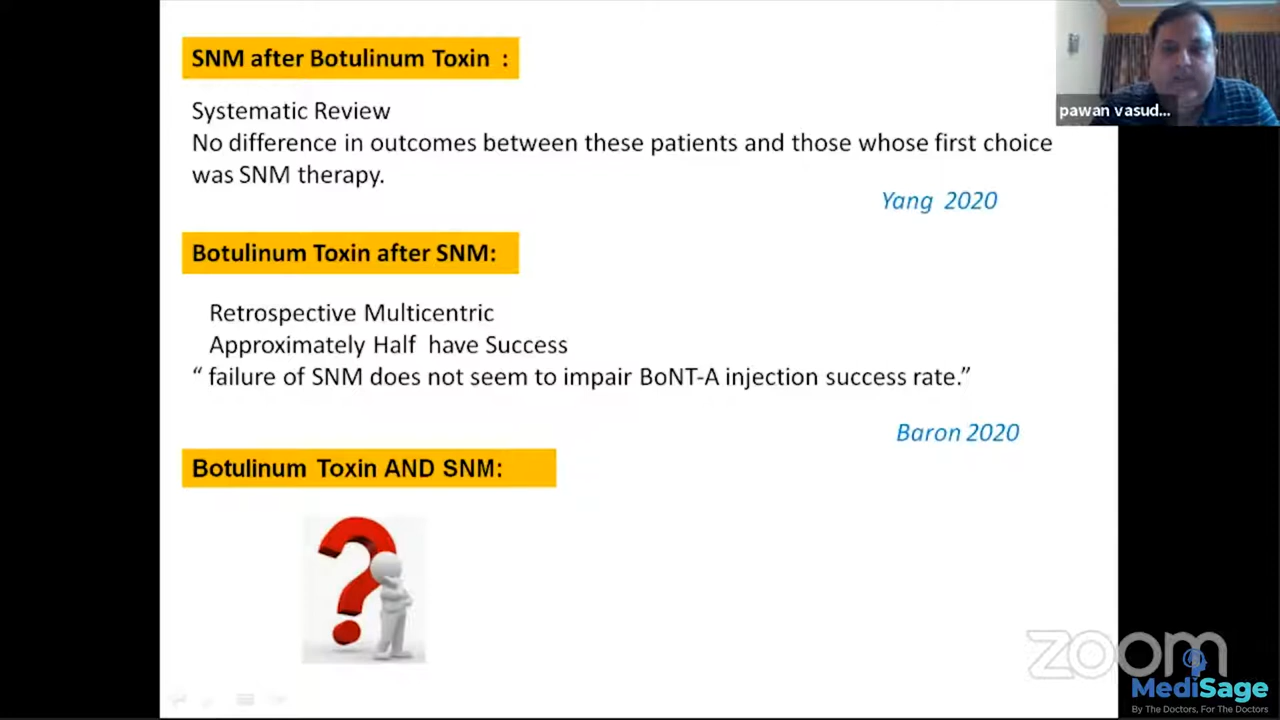 SNM after Botulinum Toxin :
Systematic Review
No difference in outcomes between these patients and those whose first choice
was SNM therapy.
Yang 2020
Botulinum Toxin after SNM:
Retrospective Multicentric
Approximately Half have Success
“ failure of SNM does not seem to impair BoNT-A injection success rate.”
Baron 2020
Botulinum Toxin AND SNM:
?
pawan vasud...
zoom
MediSage
By The Doctors, For The Doctors